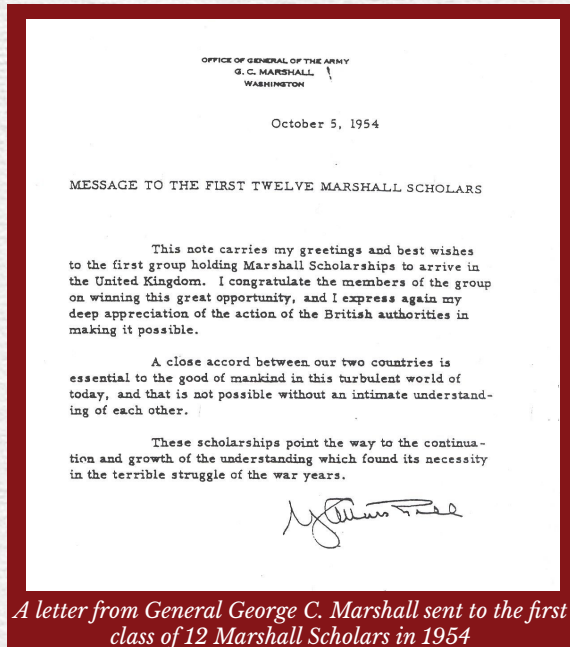 OFFICE OF GENERAL OF THE ARMY
G. C. MARSHALL
WASHINGTON
October 5, 1954
MESSAGE TO THE FIRST TWELVE MARSHALL SCHOLARS
This note carries my greetings and best wishes
to the first group holding Marshall Scholarships to arrive in
the United Kingdom. I congratulate the members of the group
on winning this great opportunity, and I express again my
deep appreciation of the action of the British authorities in
making it possible.
A close accord between our two countries is
essential to the good of mankind in this turbulent world of
today, and that is not possible without an intimate understand-
ing of each other.
These scholarships point the way to the continua-
tion and growth of the understanding which found its necessity
in the terrible struggle of the war years.
A letter from General George C. Marshall sent to the first
class of 12 Marshall Scholars in 1954